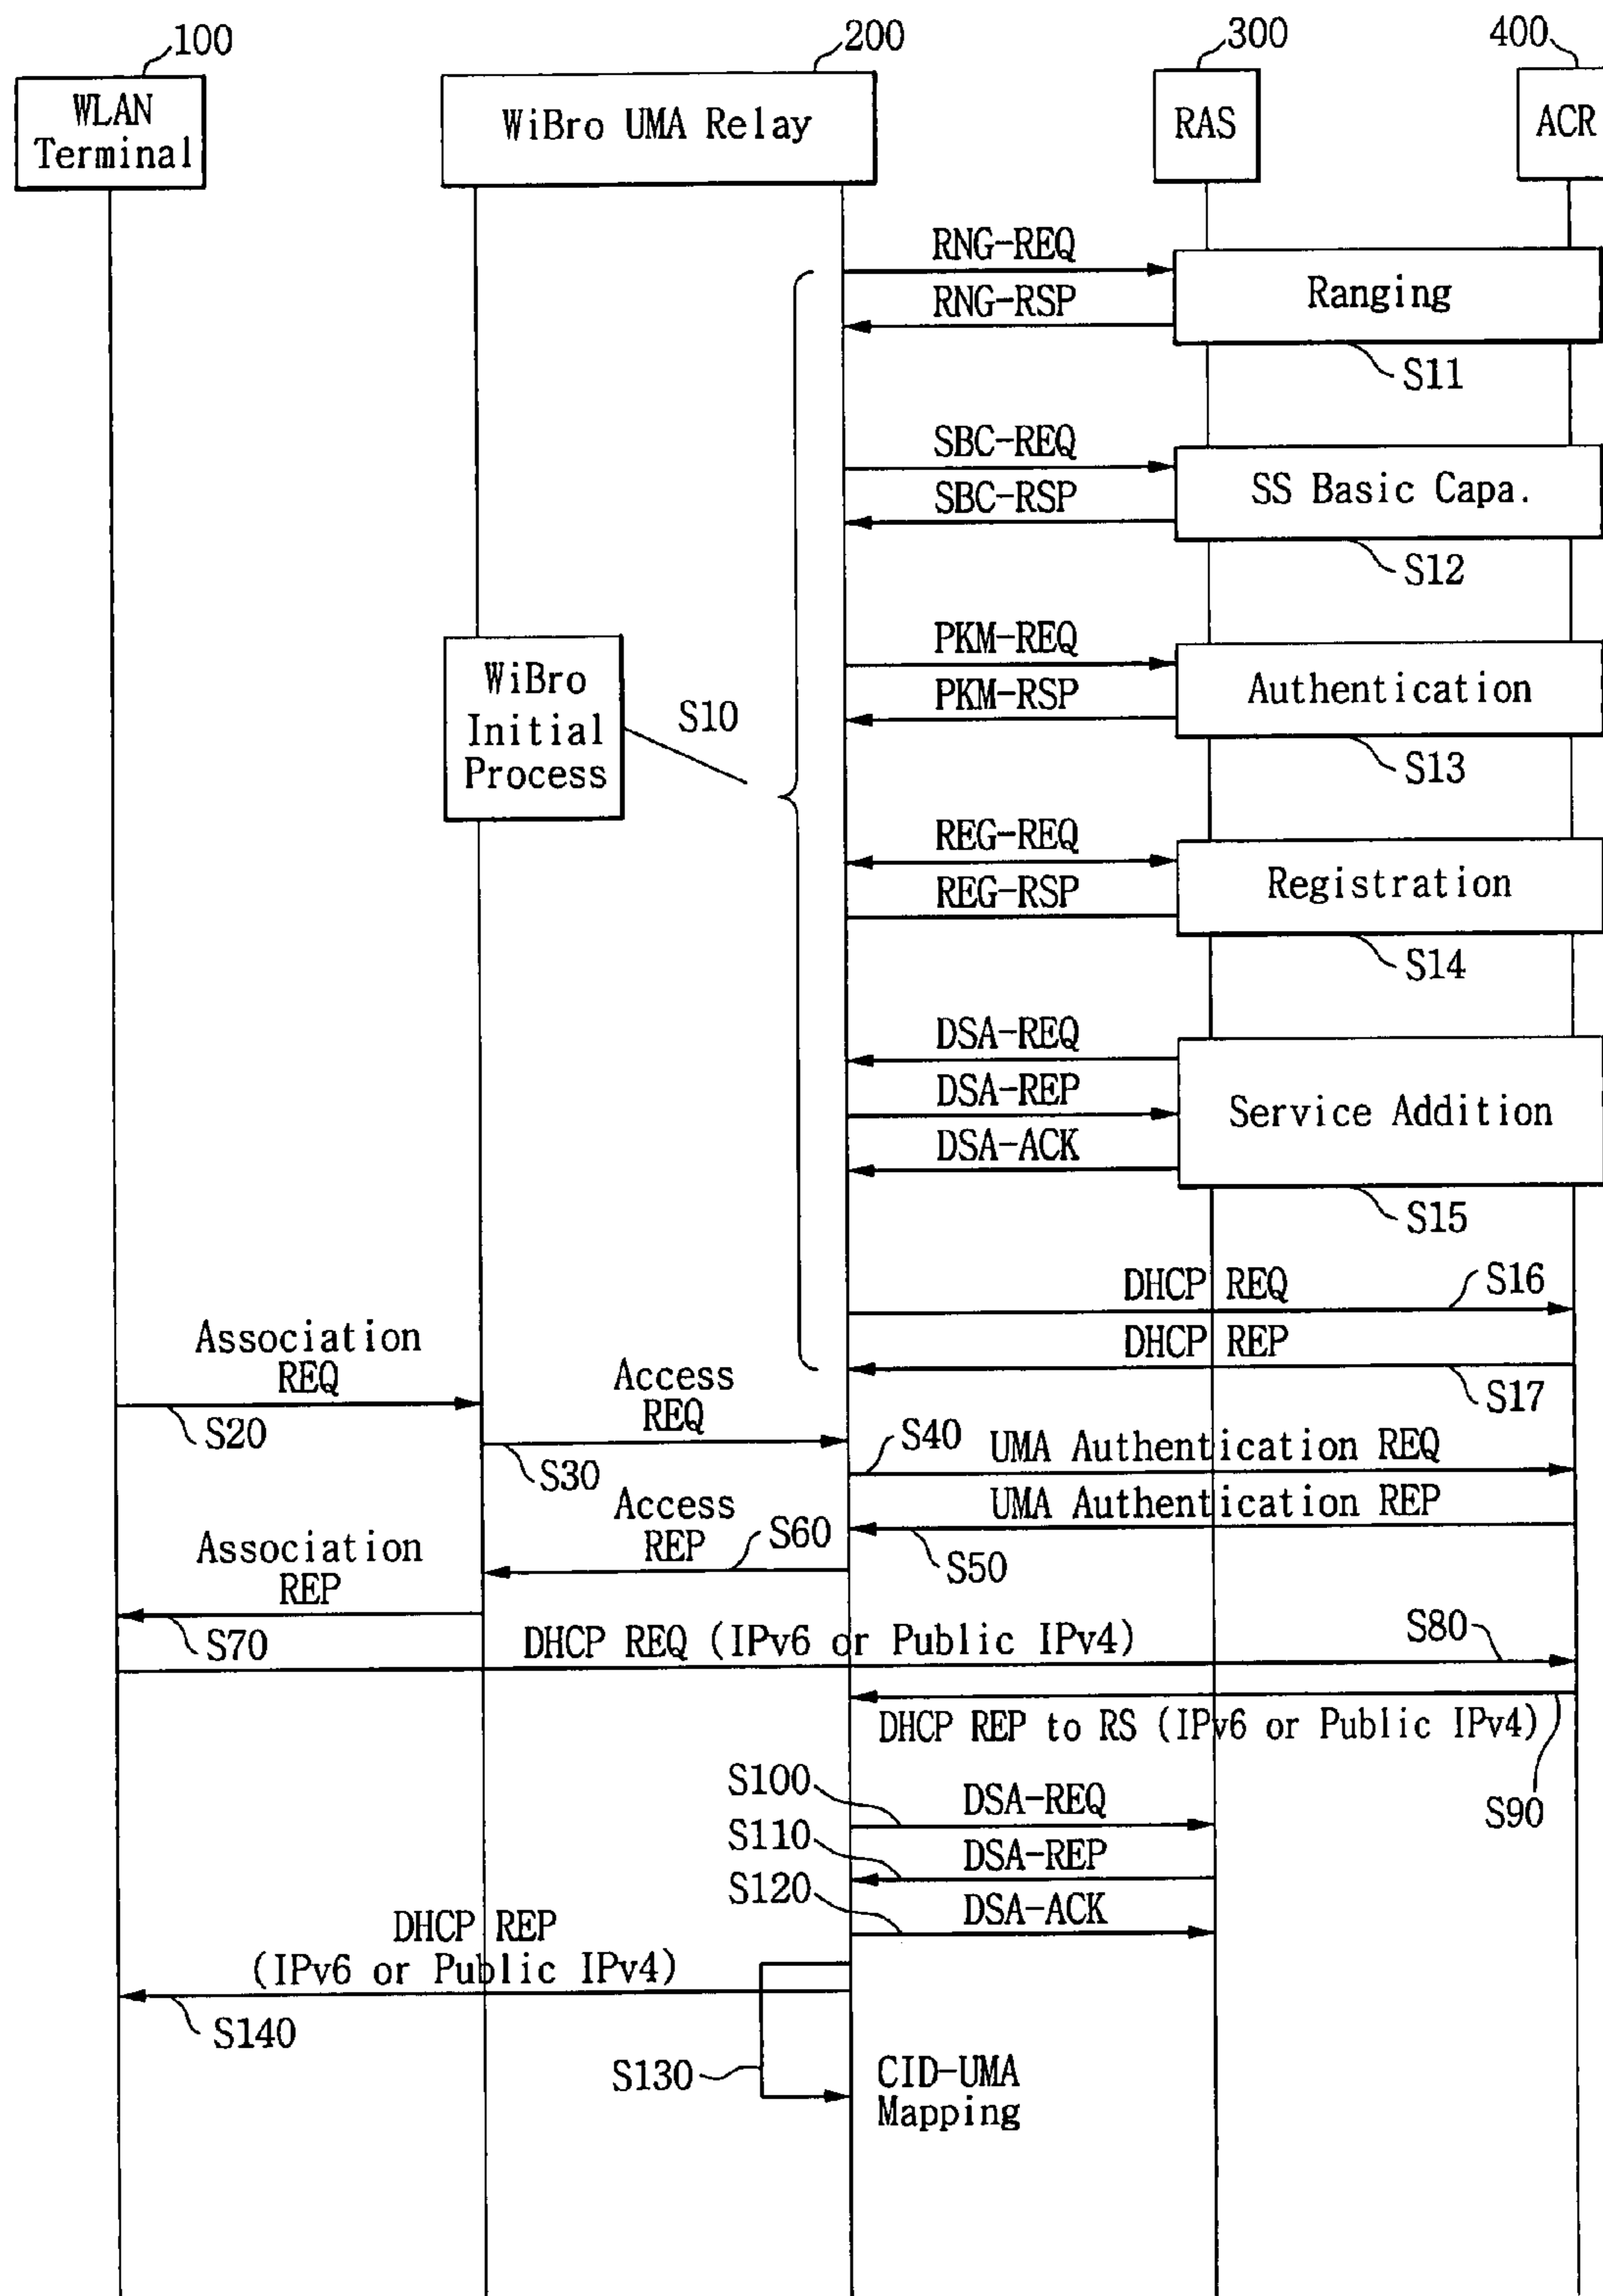 100
200
300
400
WLAN
Terminal
WiBro UMA Relay
RAS
ACR
RNG-REQ
RNG-RSP
Ranging
S11
SBC-REQ
SBC-RSP
SS Basic Capa.
S12
PKM-REQ
PKM-RSP
Authentication
S13
WiBro
Initial
Process
S10
REG-REQ
REG-RSP
Registration
S14
DSA-REQ
DSA-REP
DSA-ACK
Service Addition
S15
DHCP REQ
S16
DHCP REP
S17
Association
REQ
S20
Access
REQ
S30
S40
UMA Authentication REQ
UMA Authentication REP
S50
Access
REP
S60
Association
REP
S70
DHCP REQ (IPv6 or Public IPv4)
S80
DHCP REP to RS (IPv6 or Public IPv4)
S90
S100
DSA-REQ
S110
DSA-REP
S120
DSA-ACK
DHCP REP
(IPv6 or Public IPv4)
S140
S130
CID-UMA
Mapping